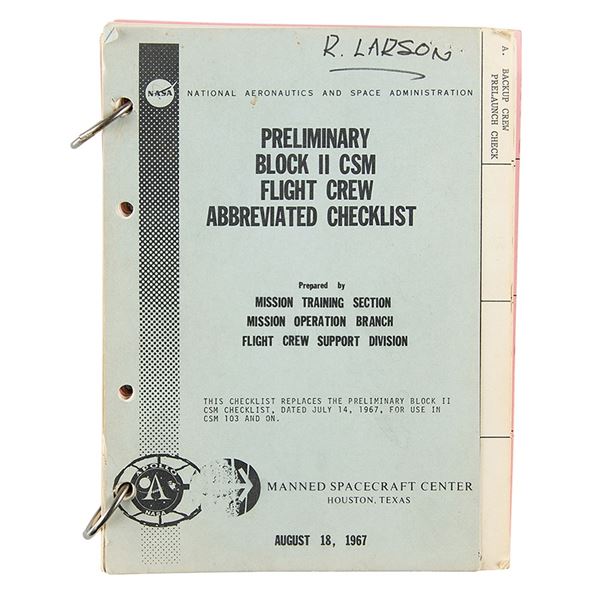 R. LARSON
NASA
NATIONAL AERONAUTICS AND SPACE ADMINISTRATION
PRELIMINARY
BLOCK II CSM
FLIGHT CREW
ABBREVIATED CHECKLIST
Prepared by
MISSION TRAINING SECTION
MISSION OPERATION BRANCH
FLIGHT CREW SUPPORT DIVISION
THIS CHECKLIST REPLACES THE PRELIMINARY BLOCK II
CSM CHECKLIST, DATED JULY 14, 1967, FOR USE IN
CSM 103 AND ON.
APOLLO
A
NASA
MANNED SPACECRAFT CENTER
HOUSTON, TEXAS
AUGUST 18, 1967
A. BACKUP CREW
PRELAUNCH CHECK